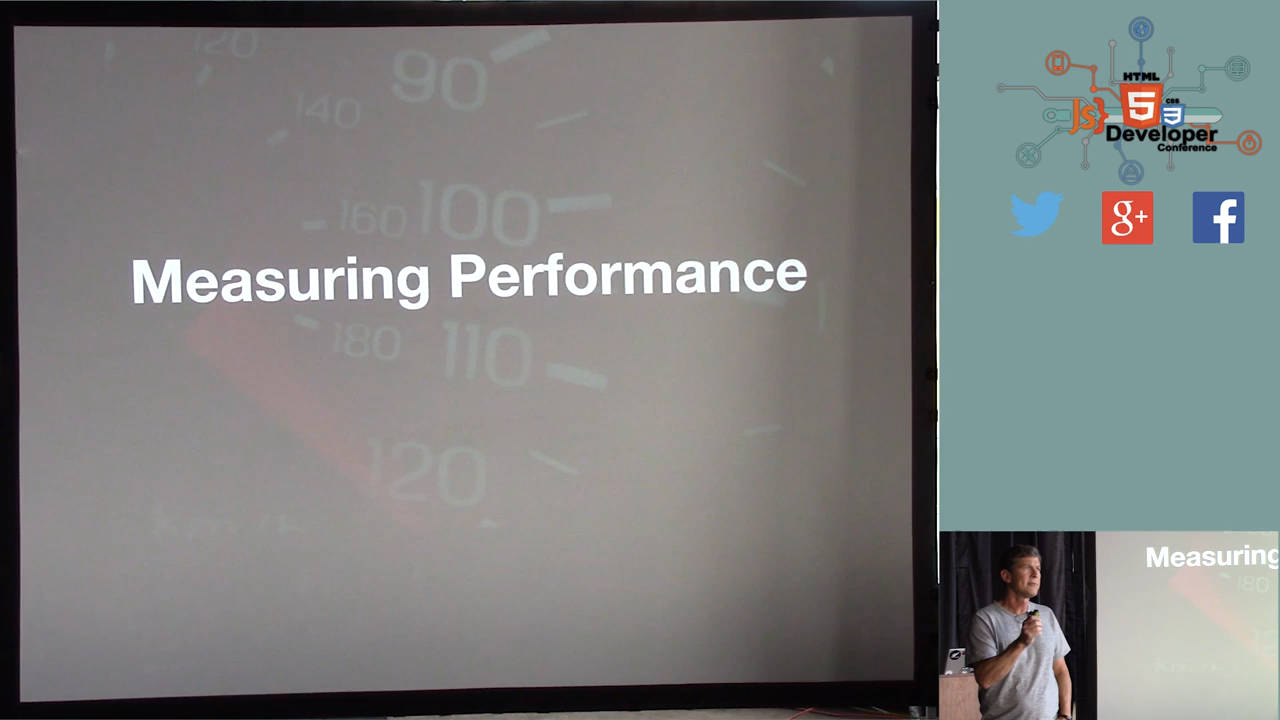 120
90
140
160
100
Measuring Performance
180
110
120
km/h
HTML
5
CSS
3
JS}
Developer
Conference
g+
f
Measuring
180